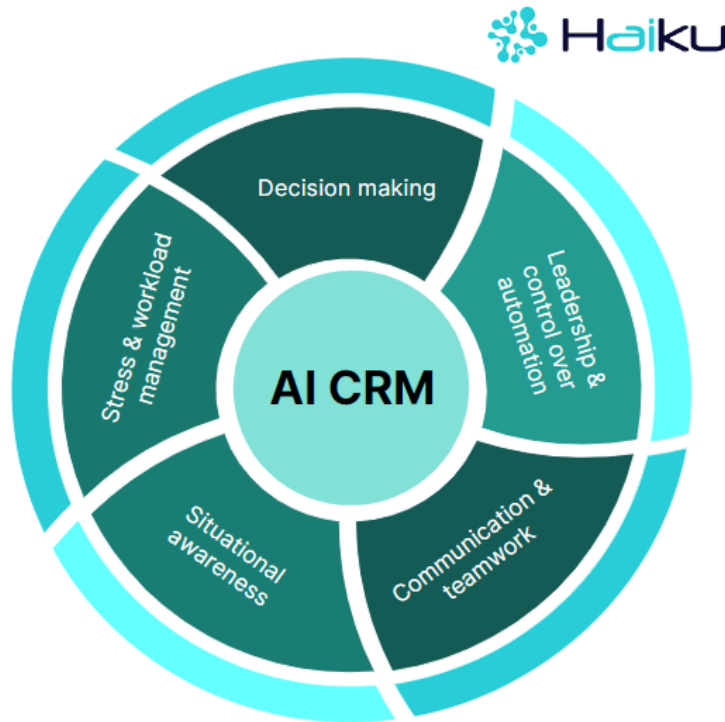 Haiku
Decision making
Leadership &
control over
automation
Stress & workload
management
AI CRM
Communication &
teamwork
Situational
awareness